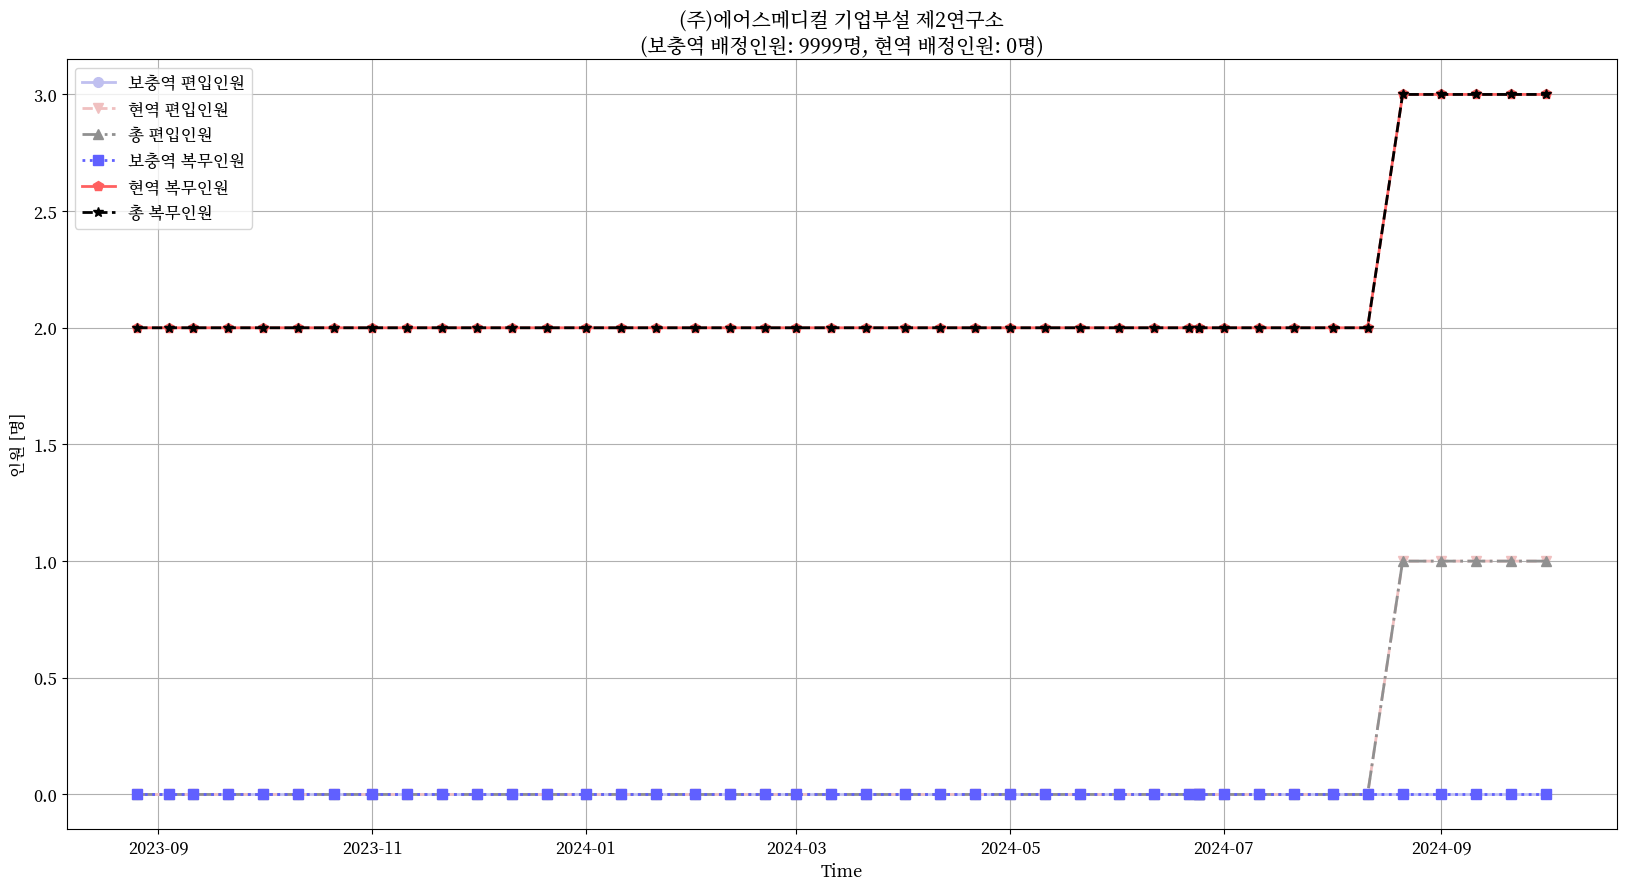 (주)에어스메디컬 기업부설 제2연구소
(보충역 배정인원: 9999명, 현역 배정인원: 0명)
보충역 편입인원
현역 편입인원
총 편입인원
보충역 복무인원
현역 복무인원
총 복무인원
3.0
2.5
2.0
1.5
1.0
0.5
0.0
인원 [명]
2023-09
2023-11
2024-01
2024-03
2024-05
2024-07
2024-09
Time